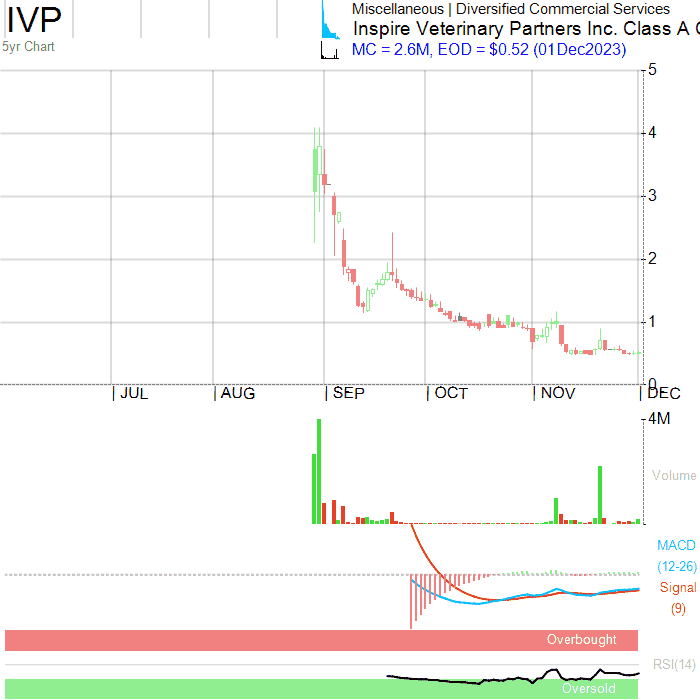 IVP
5yr Chart
Miscellaneous | Diversified Commercial Services
Inspire Veterinary Partners Inc. Class A
MC = 2.6M, EOD = $0.52 (01Dec2023)
5
4
3
2
1
0
JUL
AUG
SEP
OCT
NOV
DEC
4M
Volume
MACD
(12-26)
Signal
(9)
Overbought
RSI(14)
Oversold